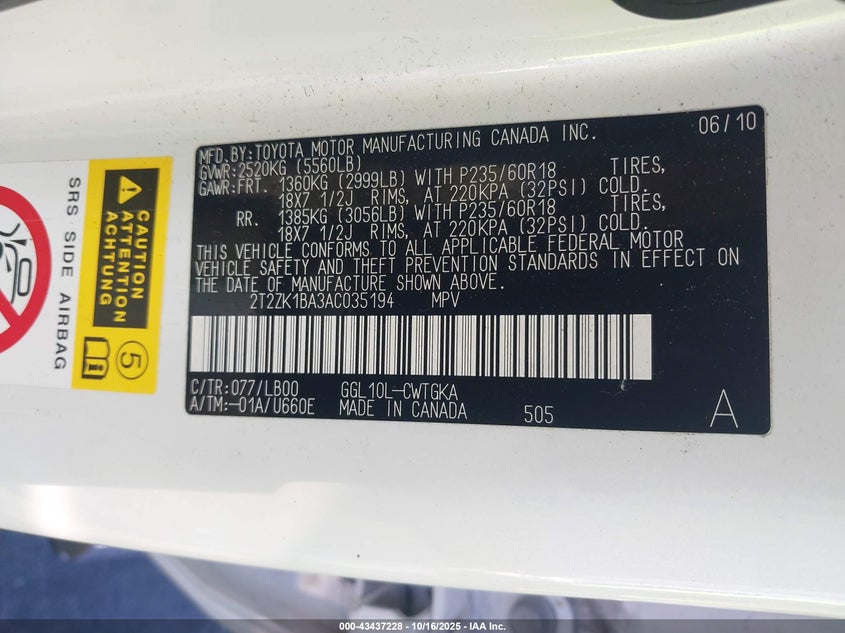 SRS SIDE AIRBAG
CAUTION
ATTENTION
ACHTUNG
5
MFD.BY:TOYOTA MOTOR MANUFACTURING CANADA INC. 06/10
GVWR:2520KG (5560LB)
GAWR:FRT. 1360KG (2999LB) WITH P235/60R18 TIRES,
18X7 1/2J RIMS, AT 220KPA (32PSI) COLD.
RR. 1385KG (3056LB) WITH P235/60R18 TIRES,
18X7 1/2J RIMS, AT 220KPA (32PSI) COLD.
THIS VEHICLE CONFORMS TO ALL APPLICABLE FEDERAL MOTOR
VEHICLE SAFETY AND THEFT PREVENTION STANDARDS IN EFFECT ON
THE DATE OF MANUFACTURE SHOWN ABOVE.
2T2ZK1BA3AC035194 MPV
C/TR:077/LB00 GGL10L-CWTGKA
A/TM:-01A/U660E MADE IN CANADA 505 A
000-43437228 - 10/16/2025 - IAA Inc.